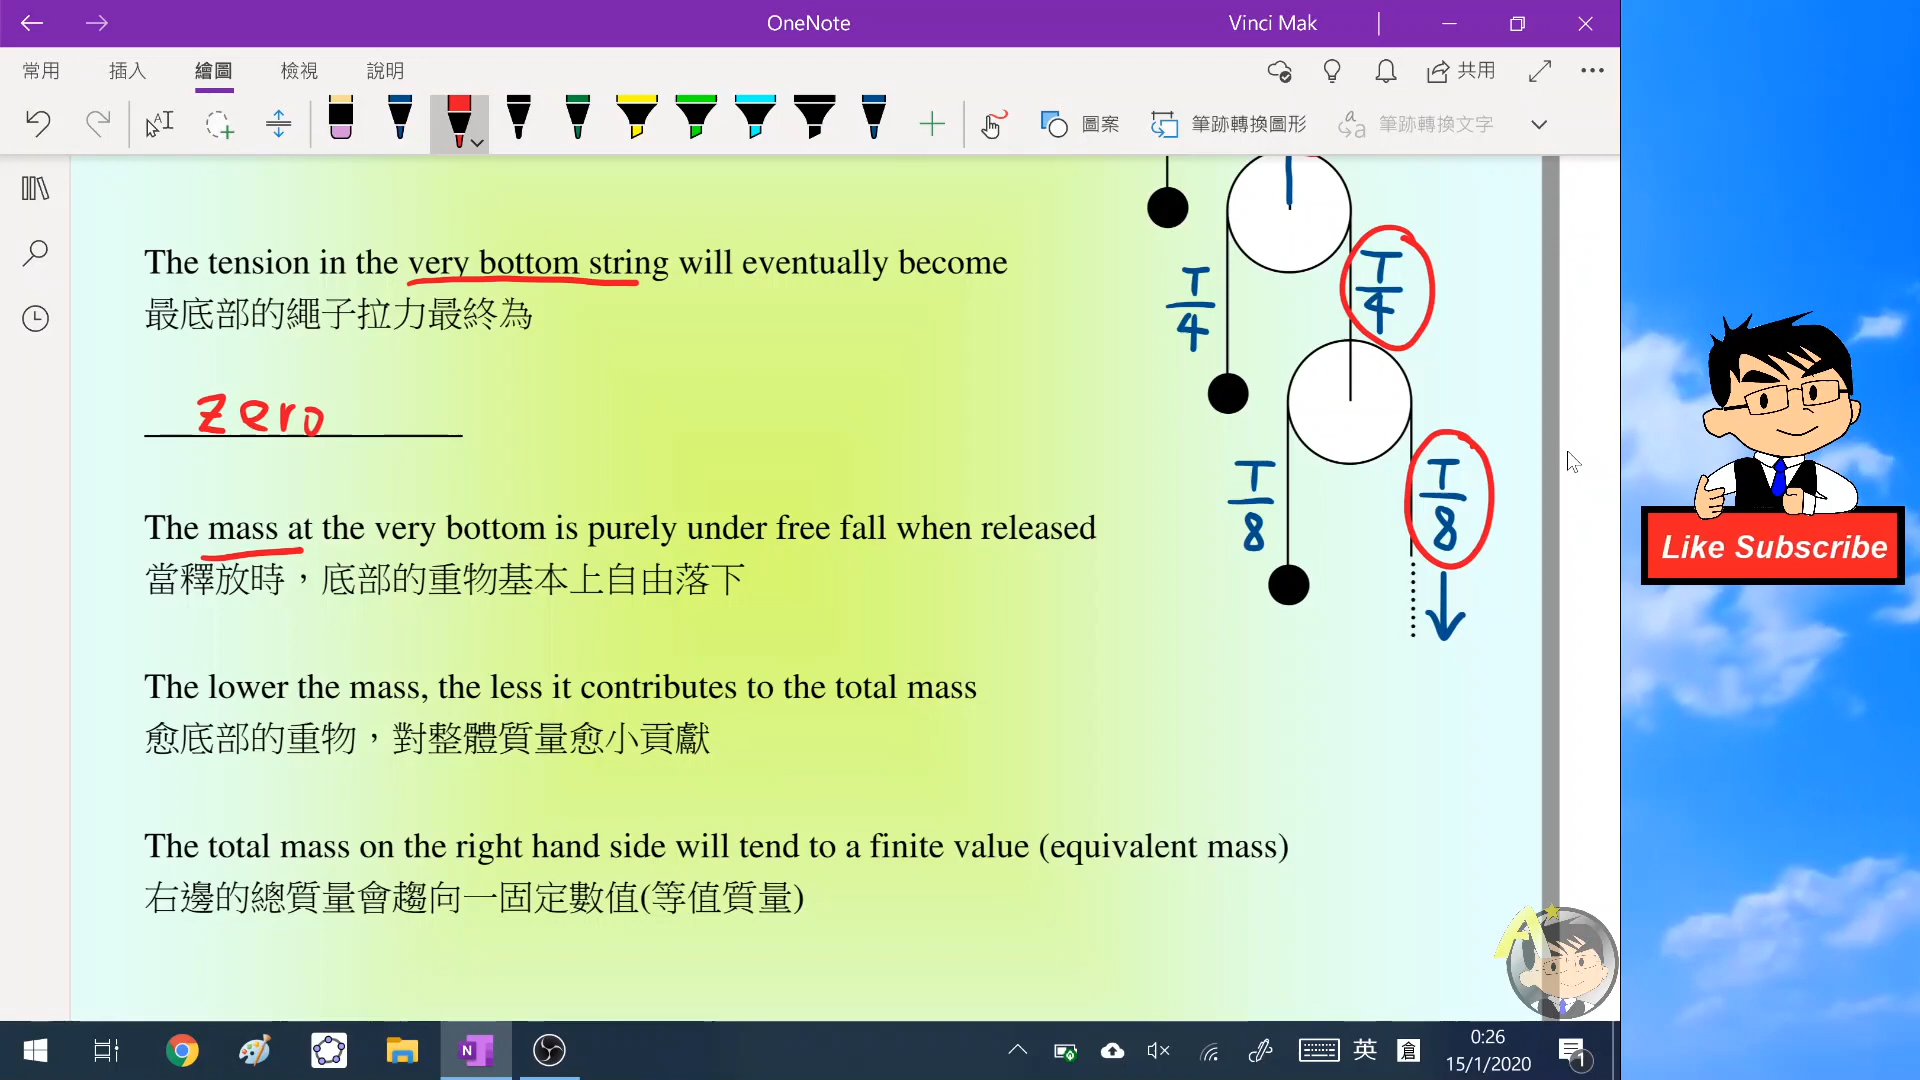 OneNote
Vinci Mak
常用 插入 繪圖 檢視 說明
共用
圖案 筆跡轉換圖形 筆跡轉換文字
The tension in the very bottom string will eventually become
最底部的繩子拉力最終為
zero
The mass at the very bottom is purely under free fall when released
當釋放時，底部的重物基本上自由落下
The lower the mass, the less it contributes to the total mass
愈底部的重物，對整體質量愈小貢獻
The total mass on the right hand side will tend to a finite value (equivalent mass)
右邊的總質量會趨向一固定數值(等值質量)
T/4
T/4
T/8
T/8
Like Subscribe
A
英 倉
0:26
15/1/2020
1